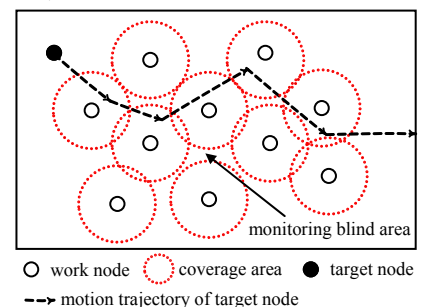 monitoring blind area
work node coverage area target node
motion trajectory of target node